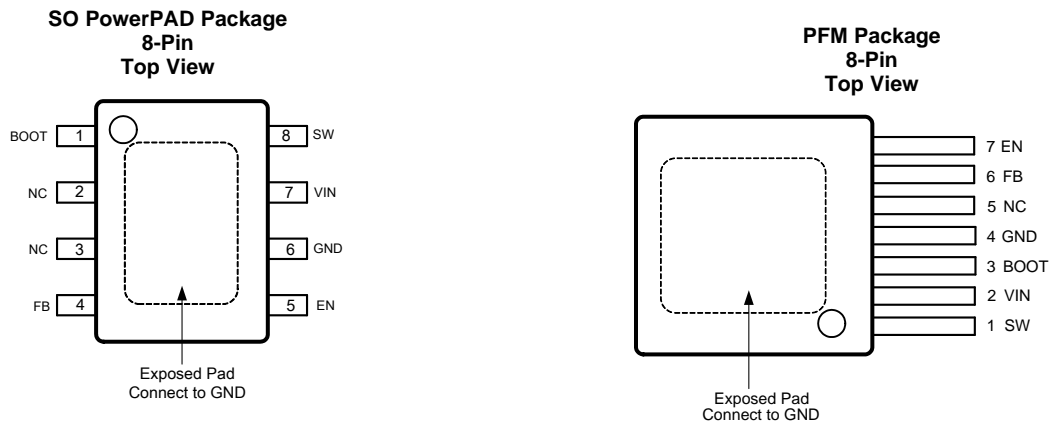 SO PowerPAD Package
8-Pin
Top View
BOOT 1
NC 2
NC 3
FB 4
8 SW
7 VIN
6 GND
5 EN
Exposed Pad
Connect to GND
PFM Package
8-Pin
Top View
7 EN
6 FB
5 NC
4 GND
3 BOOT
2 VIN
1 SW
Exposed Pad
Connect to GND